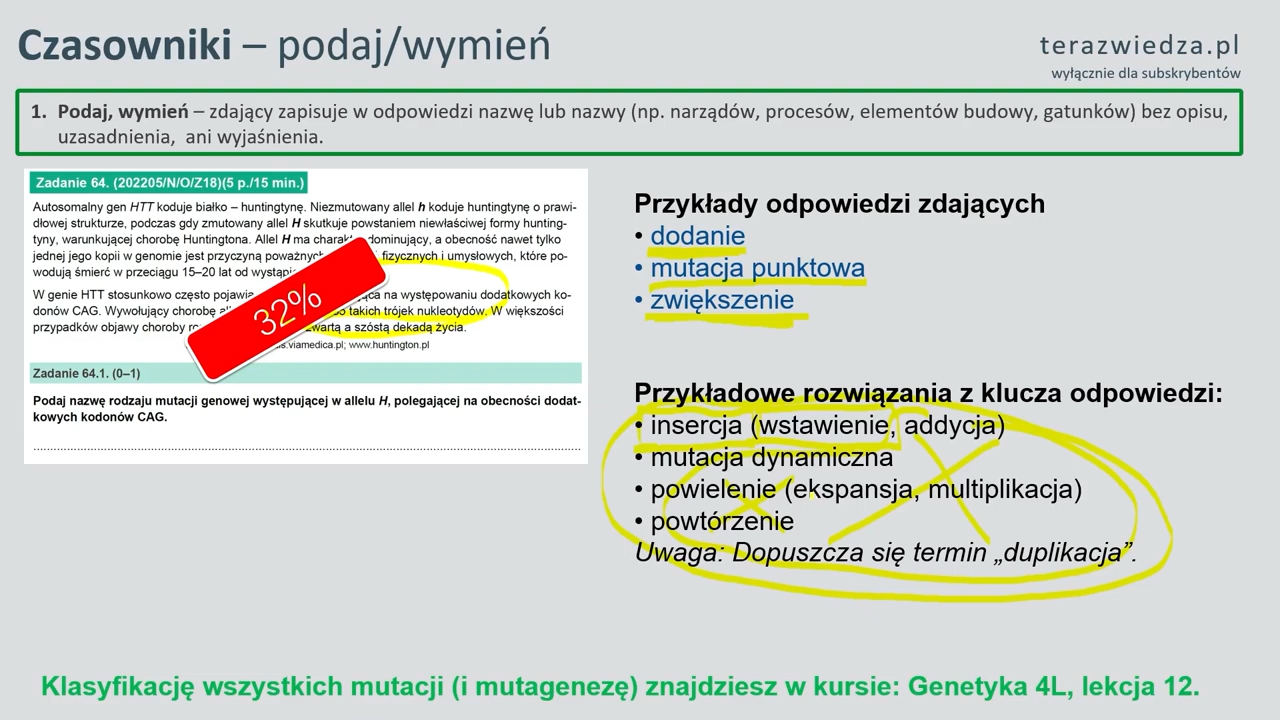 Czasowniki – podaj/wymień
terazwiedza.pl
wyłącznie dla subskrybentów
1. Podaj, wymień – zdający zapisuje w odpowiedzi nazwę lub nazwy (np. narządów, procesów, elementów budowy, gatunków) bez opisu,
uzasadnienia, ani wyjaśnienia.
Zadanie 64. (202205/N/O/Z18)(5 p./15 min.)
Autosomalny gen HTT koduje białko – huntingtynę. Niezmutowany allel h koduje huntingtynę o prawi-
dłowej strukturze, podczas gdy zmutowany allel H skutkuje powstaniem niewłaściwej formy hunting-
tyny, warunkującej chorobę Huntingtona. Allel H ma dominujący, a obecność nawet tylko
jednej jego kopii w genomie jest przyczyną poważnych fizycznych i umysłowych, które po-
wodują śmierć w przeciągu 15–20 lat od
W genie HTT stosunkowo często na występowaniu dodatkowych ko-
donów CAG. Wywołujący chorobę takich trójek nukleotydów. W większości
przypadków objawy choroby a szóstą dekadą życia.
www.huntington.pl
32%
Zadanie 64.1. (0–1)
Podaj nazwę rodzaju mutacji genowej występującej w allelu H, polegającej na obecności dodat-
kowych kodonów CAG.
Przykłady odpowiedzi zdających
• dodanie
• mutacja punktowa
• zwiększenie
Przykładowe rozwiązania z klucza odpowiedzi:
• insercja (wstawienie, addycja)
• mutacja dynamiczna
• powielenie (ekspansja, multiplikacja)
• powtórzenie
Uwaga: Dopuszcza się termin „duplikacja”.
Klasyfikację wszystkich mutacji (i mutagenezę) znajdziesz w kursie: Genetyka 4L, lekcja 12.